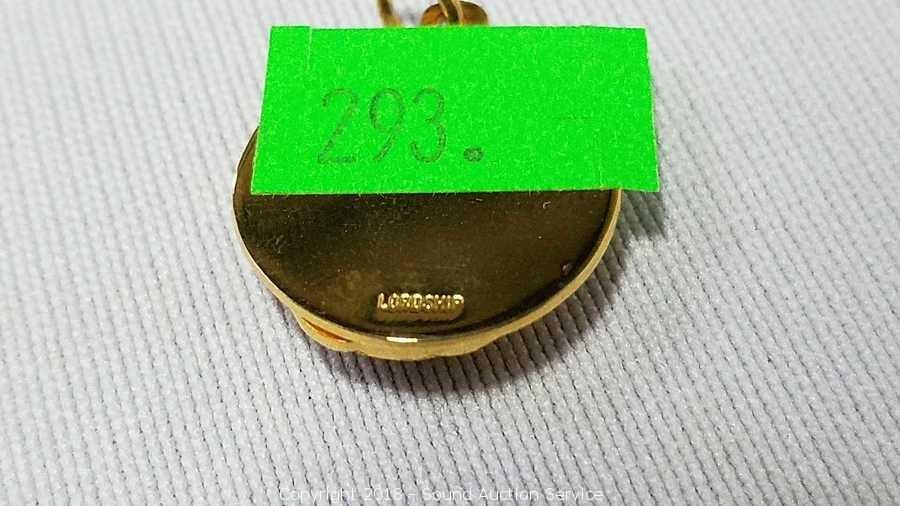 293.
LORDSHIP
Copyright 2018 - Sound Auction Service